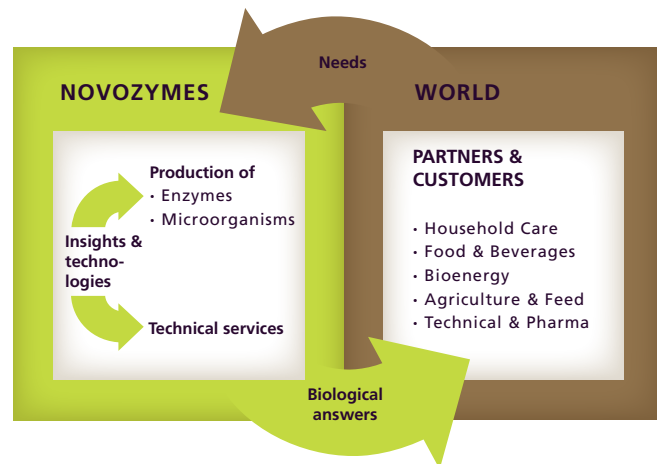 Needs
NOVOZYMES
WORLD
Production of
· Enzymes
· Microorganisms
Insights &
techno-
logies
Technical services
PARTNERS &
CUSTOMERS
· Household Care
· Food & Beverages
· Bioenergy
· Agriculture & Feed
· Technical & Pharma
Biological
answers